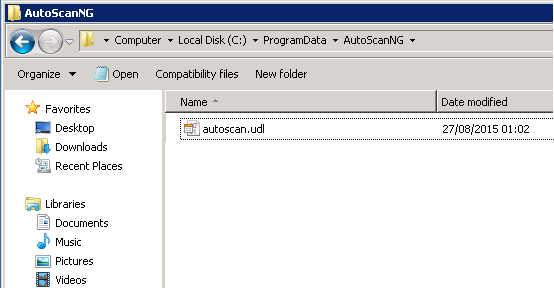 AutoScanNG
Computer Local Disk (C:) ProgramData AutoScanNG
Organize Open Compatibility files New folder
Favorites
Desktop
Downloads
Recent Places
Libraries
Documents
Music
Pictures
Videos
Name Date modified
autoscan.udl 27/08/2015 01:02